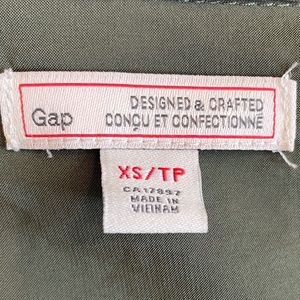 Gap
DESIGNED & CRAFTED
CONÇU ET CONFECTIONNÉ
XS/TP
CA17897
MADE IN
VIETNAM